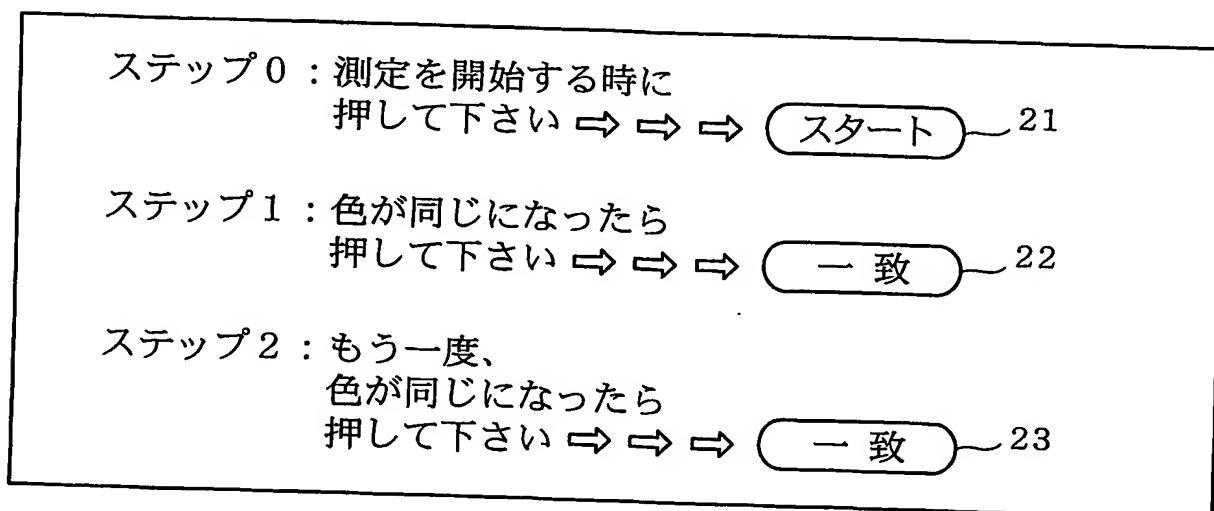 ステップ０：測定を開始する時に
押して下さい ⇨ ⇨ ⇨ スタート 21
ステップ１：色が同じになったら
押して下さい ⇨ ⇨ ⇨ 一 致 22
ステップ２：もう一度、
色が同じになったら
押して下さい ⇨ ⇨ ⇨ 一 致 23